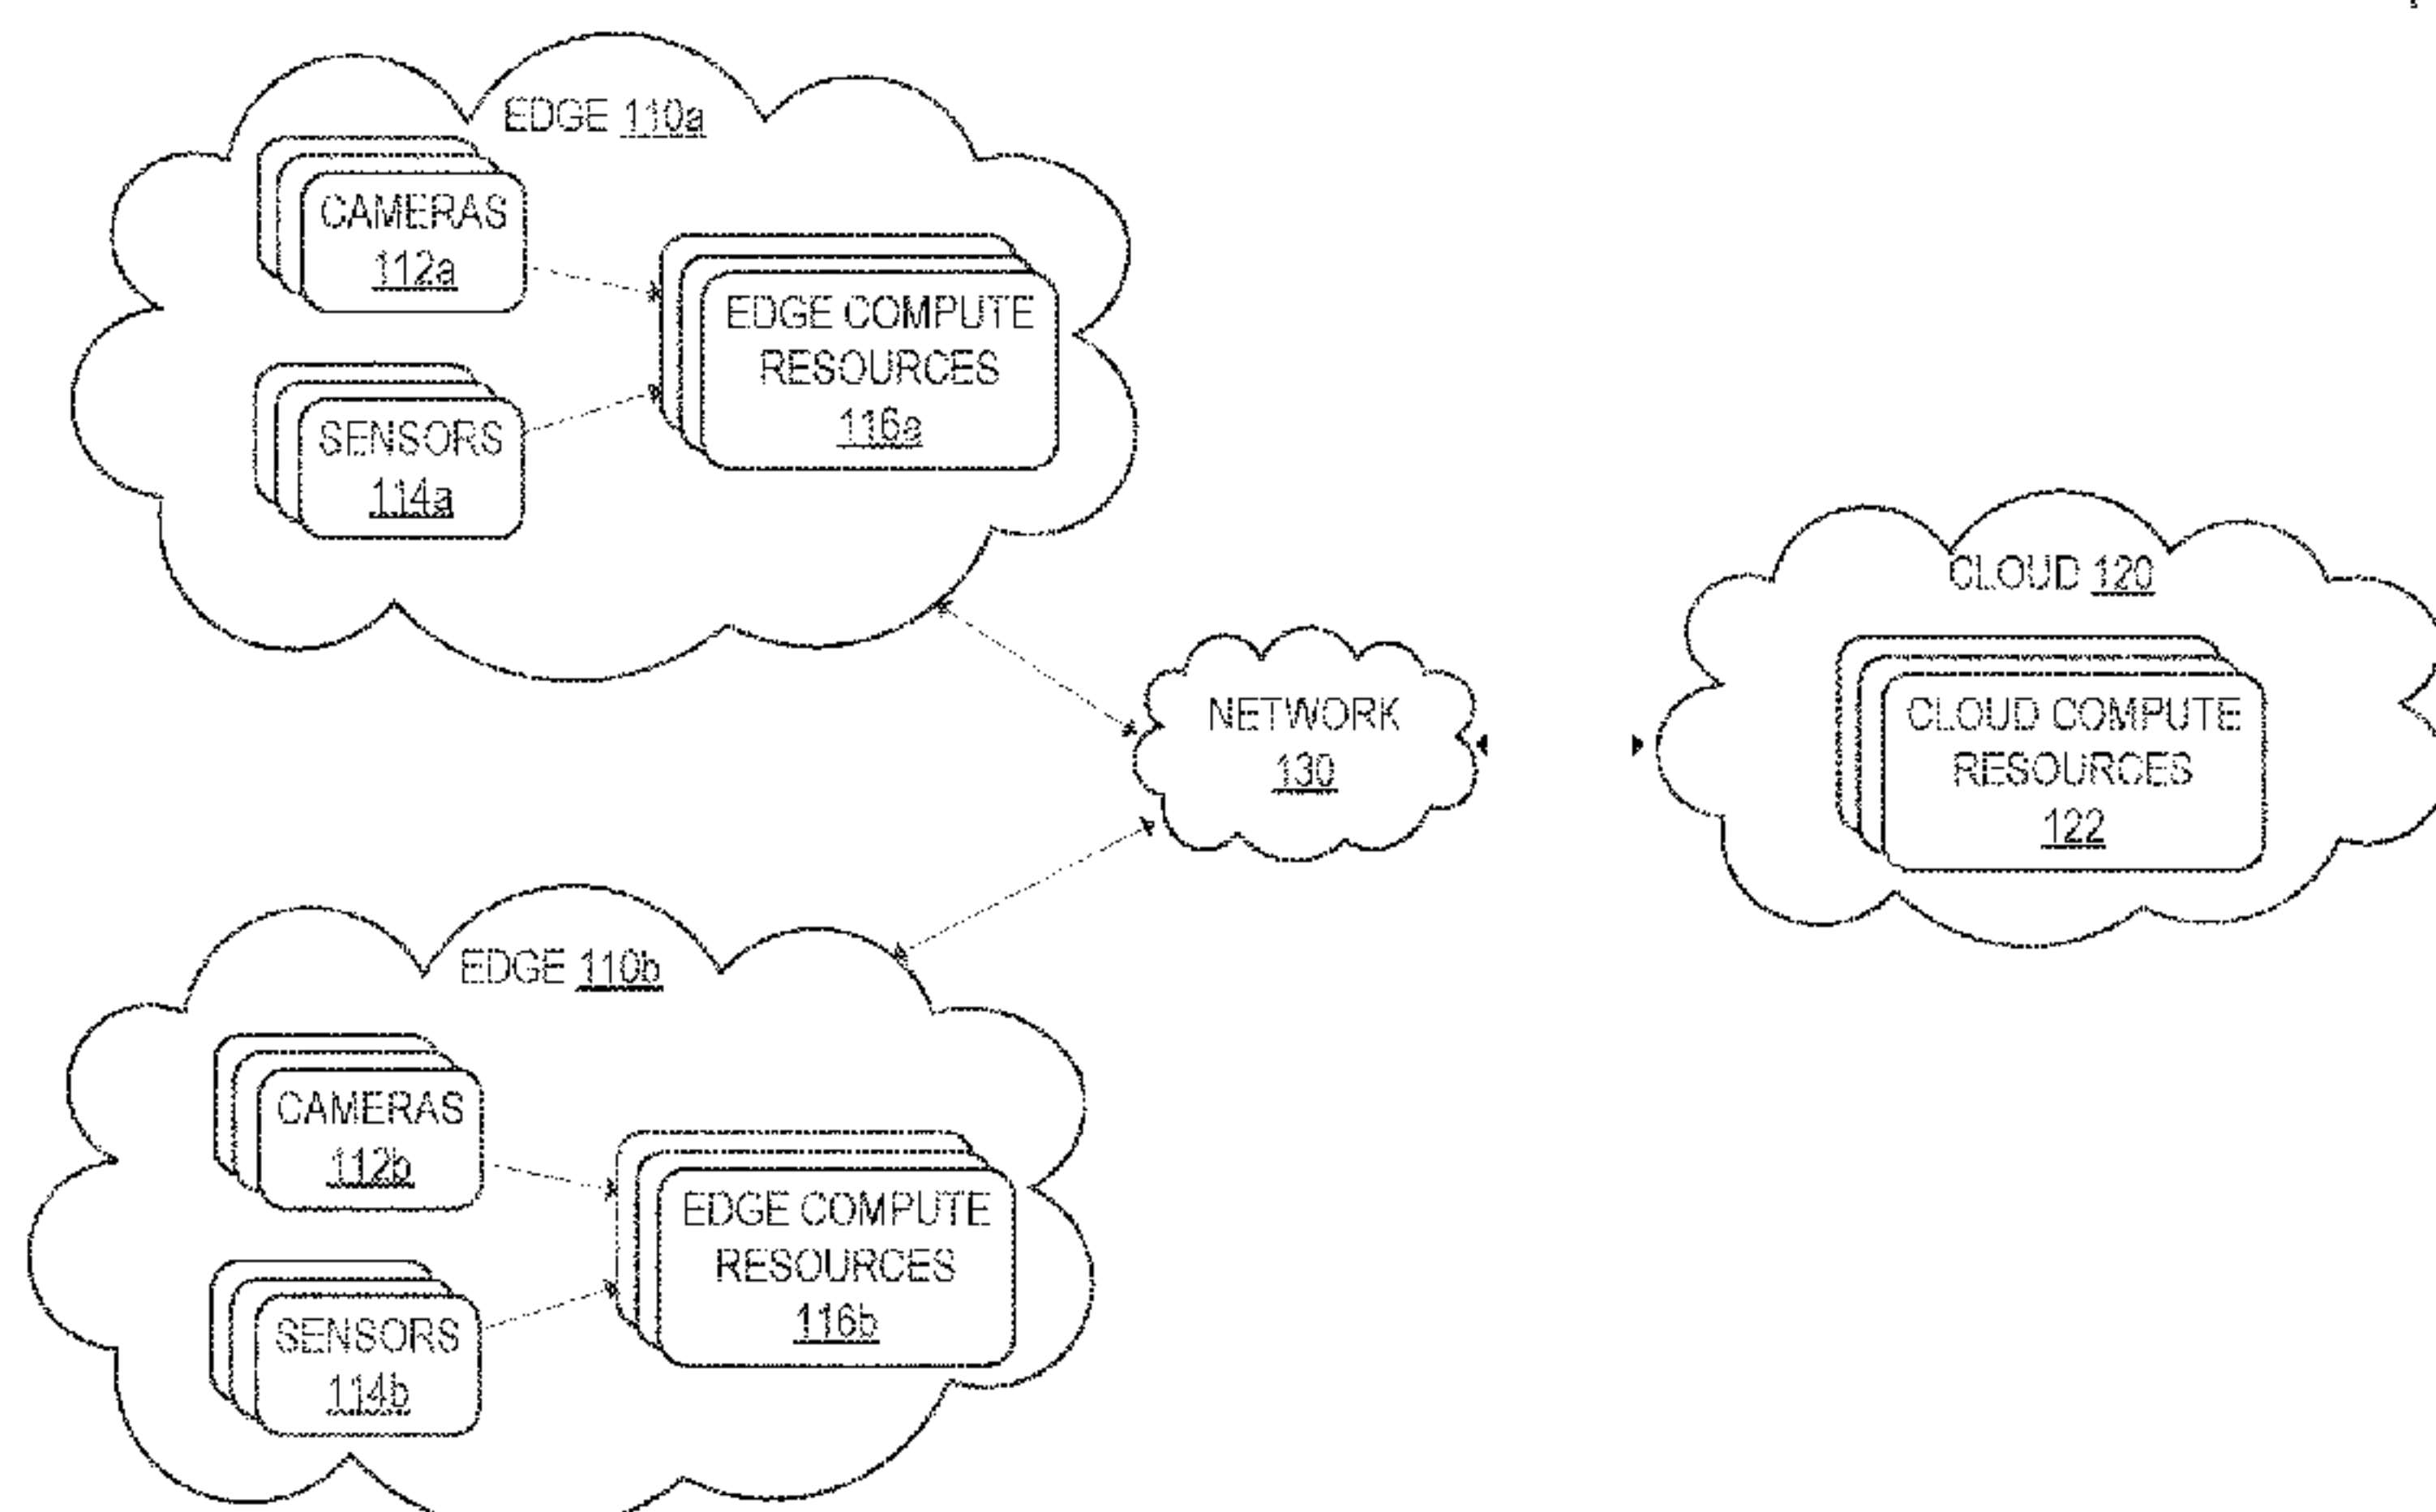 EDGE 110a
CAMERAS
112a
EDGE COMPUTE
RESOURCES
116a
SENSORS
114a
CLOUD 120
CLOUD COMPUTE
RESOURCES
122
NETWORK
130
EDGE 110b
CAMERAS
112b
EDGE COMPUTE
RESOURCES
116b
SENSORS
114b